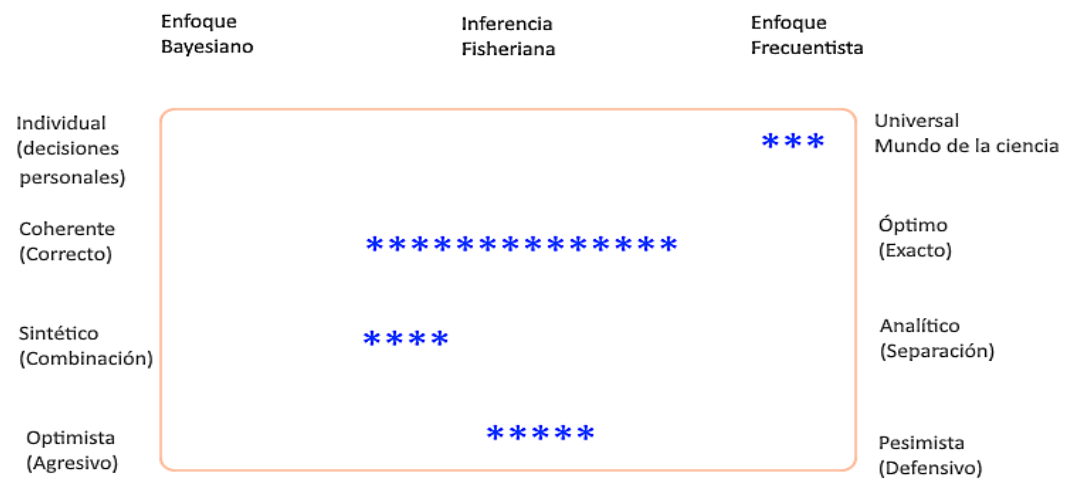 Enfoque
Bayesiano
Inferencia
Fisheriana
Enfoque
Frecuentista
Individual
(decisiones
personales)
***
Universal
Mundo de la ciencia
Coherente
(Correcto)
**************
Óptimo
(Exacto)
Sintético
(Combinación)
****
Analítico
(Separación)
Optimista
(Agresivo)
*****
Pesimista
(Defensivo)